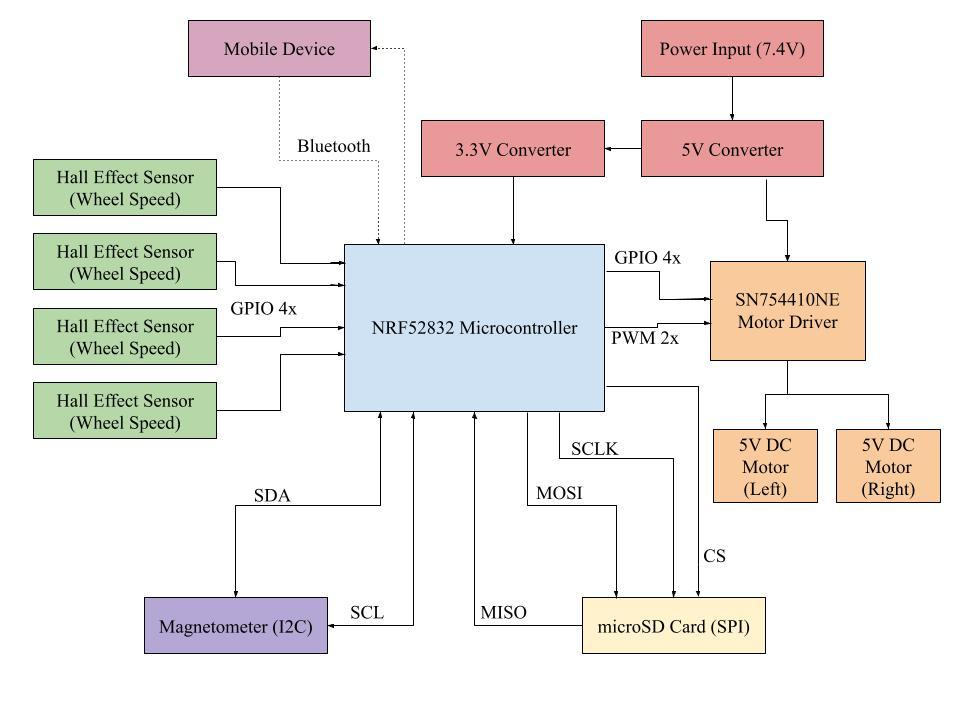 Mobile Device
Power Input (7.4V)
Bluetooth
3.3V Converter
5V Converter
Hall Effect Sensor
(Wheel Speed)
Hall Effect Sensor
(Wheel Speed)
GPIO 4x
Hall Effect Sensor
(Wheel Speed)
Hall Effect Sensor
(Wheel Speed)
NRF52832 Microcontroller
GPIO 4x
PWM 2x
SN754410NE
Motor Driver
5V DC
Motor
(Left)
5V DC
Motor
(Right)
SCLK
MOSI
SDA
CS
SCL
MISO
Magnetometer (I2C)
microSD Card (SPI)